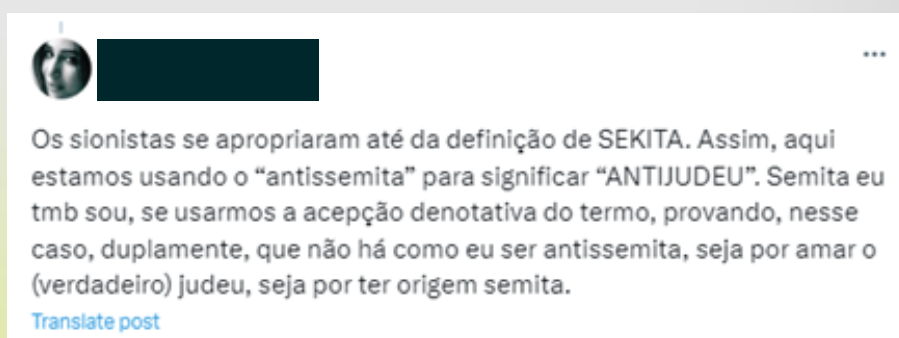 Os sionistas se apropriaram até da definição de SEKITA. Assim, aqui
estamos usando o “antissemita” para significar “ANTIJUDEU”. Semita eu
tmb sou, se usarmos a acepção denotativa do termo, provando, nesse
caso, duplamente, que não há como eu ser antissemita, seja por amar o
(verdadeiro) judeu, seja por ter origem semita.
Translate post